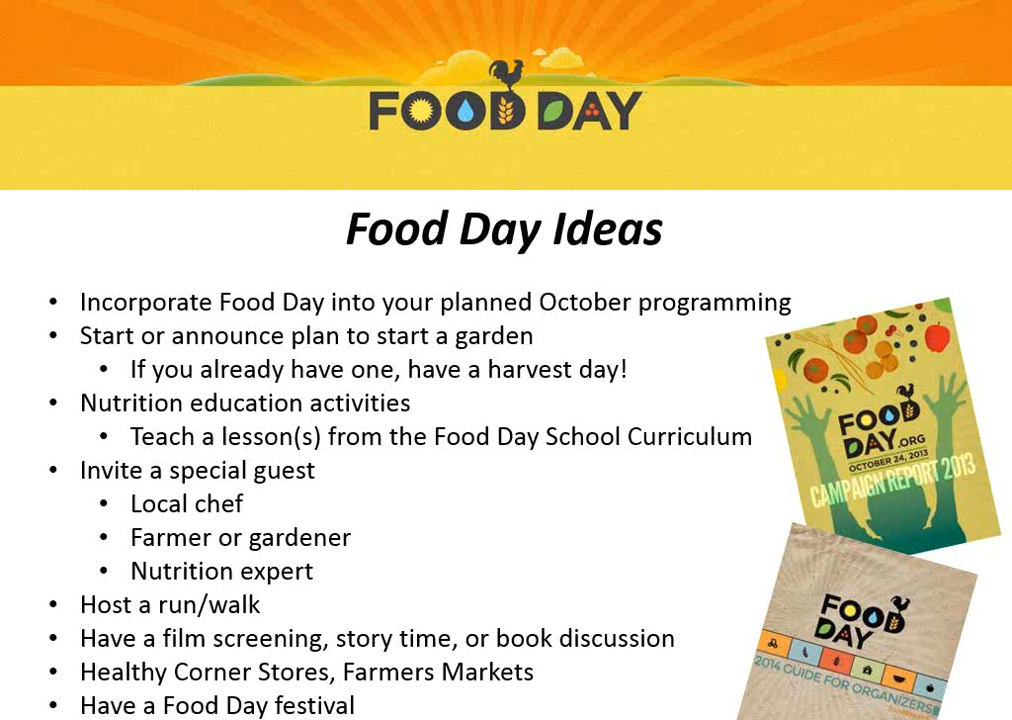 FOOD DAY
Food Day Ideas
• Incorporate Food Day into your planned October programming
• Start or announce plan to start a garden
• If you already have one, have a harvest day!
• Nutrition education activities
• Teach a lesson(s) from the Food Day School Curriculum
• Invite a special guest
• Local chef
• Farmer or gardener
• Nutrition expert
• Host a run/walk
• Have a film screening, story time, or book discussion
• Healthy Corner Stores, Farmers Markets
• Have a Food Day festival
FOOD
DAY.ORG
OCTOBER 24, 2013
CAMPAIGN REPORT 2013
FOOD
DAY
2014 GUIDE FOR ORGANIZERS